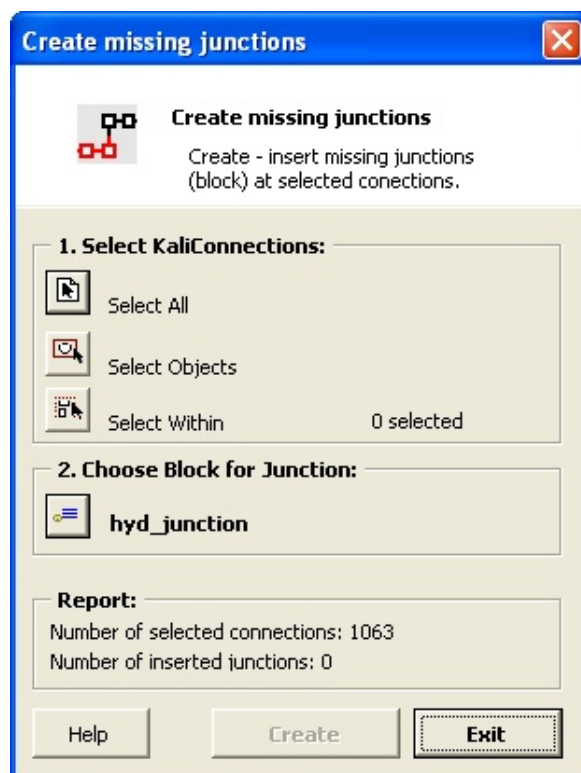 Create missing junctions
Create missing junctions
Create - insert missing junctions
(block) at selected conections.
1. Select KaliConnections:
Select All
Select Objects
Select Within 0 selected
2. Choose Block for Junction:
hyd_junction
Report:
Number of selected connections: 1063
Number of inserted junctions: 0
Help Create Exit